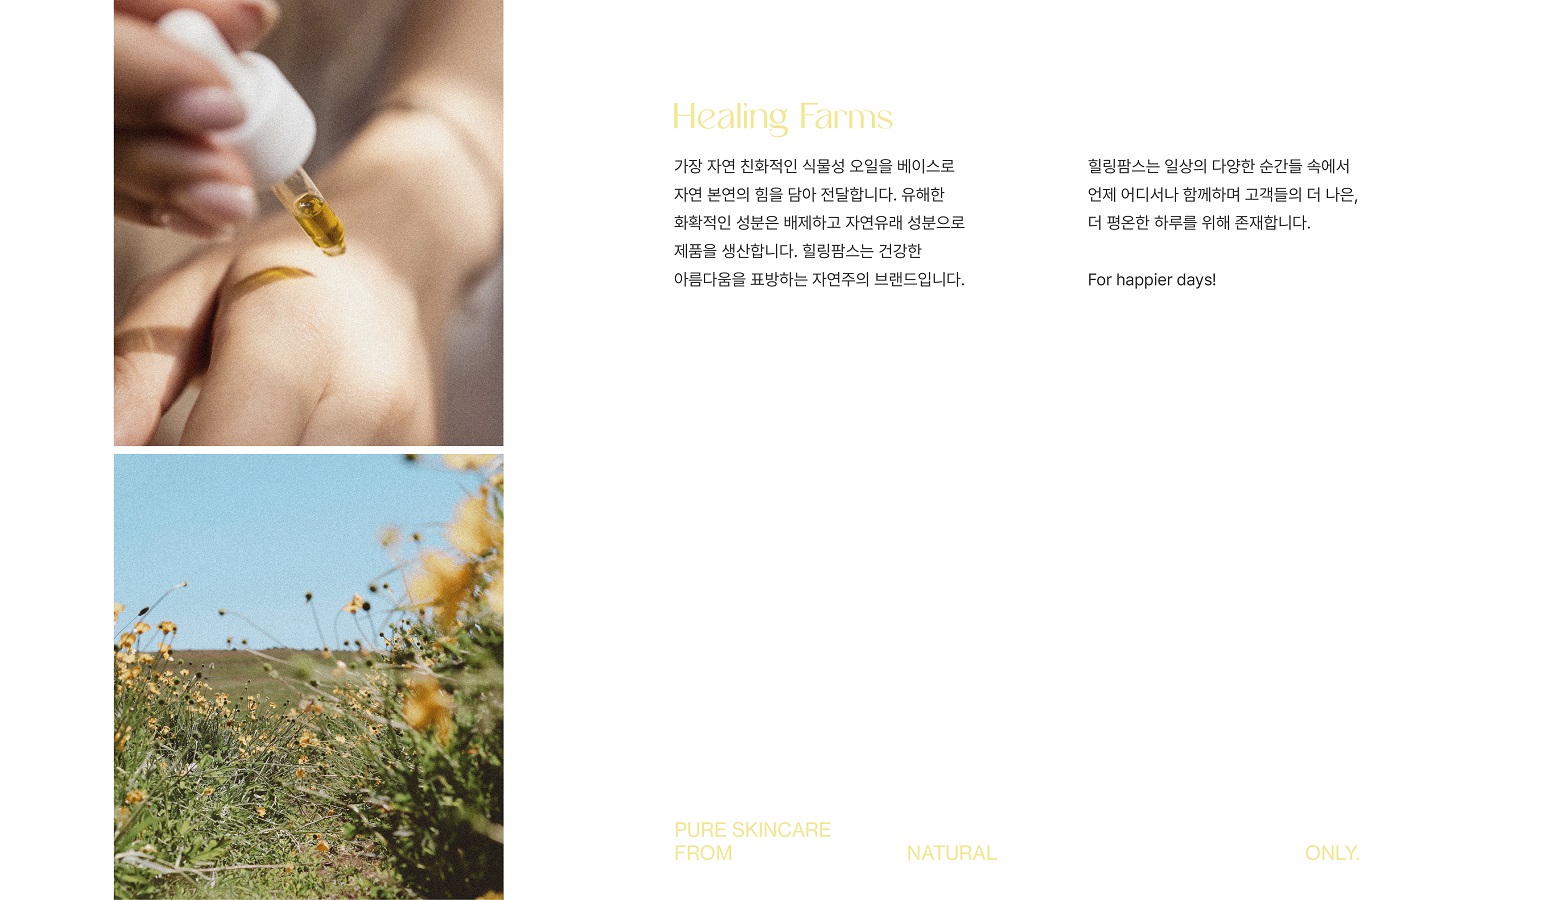 Healing Farms
가장 자연 친화적인 식물성 오일을 베이스로
자연 본연의 힘을 담아 전달합니다. 유해한
화확적인 성분은 배제하고 자연유래 성분으로
제품을 생산합니다. 힐링팜스는 건강한
아름다움을 표방하는 자연주의 브랜드입니다.
힐링팜스는 일상의 다양한 순간들 속에서
언제 어디서나 함께하며 고객들의 더 나은,
더 평온한 하루를 위해 존재합니다.
For happier days!
PURE SKINCARE
FROM NATURAL ONLY.